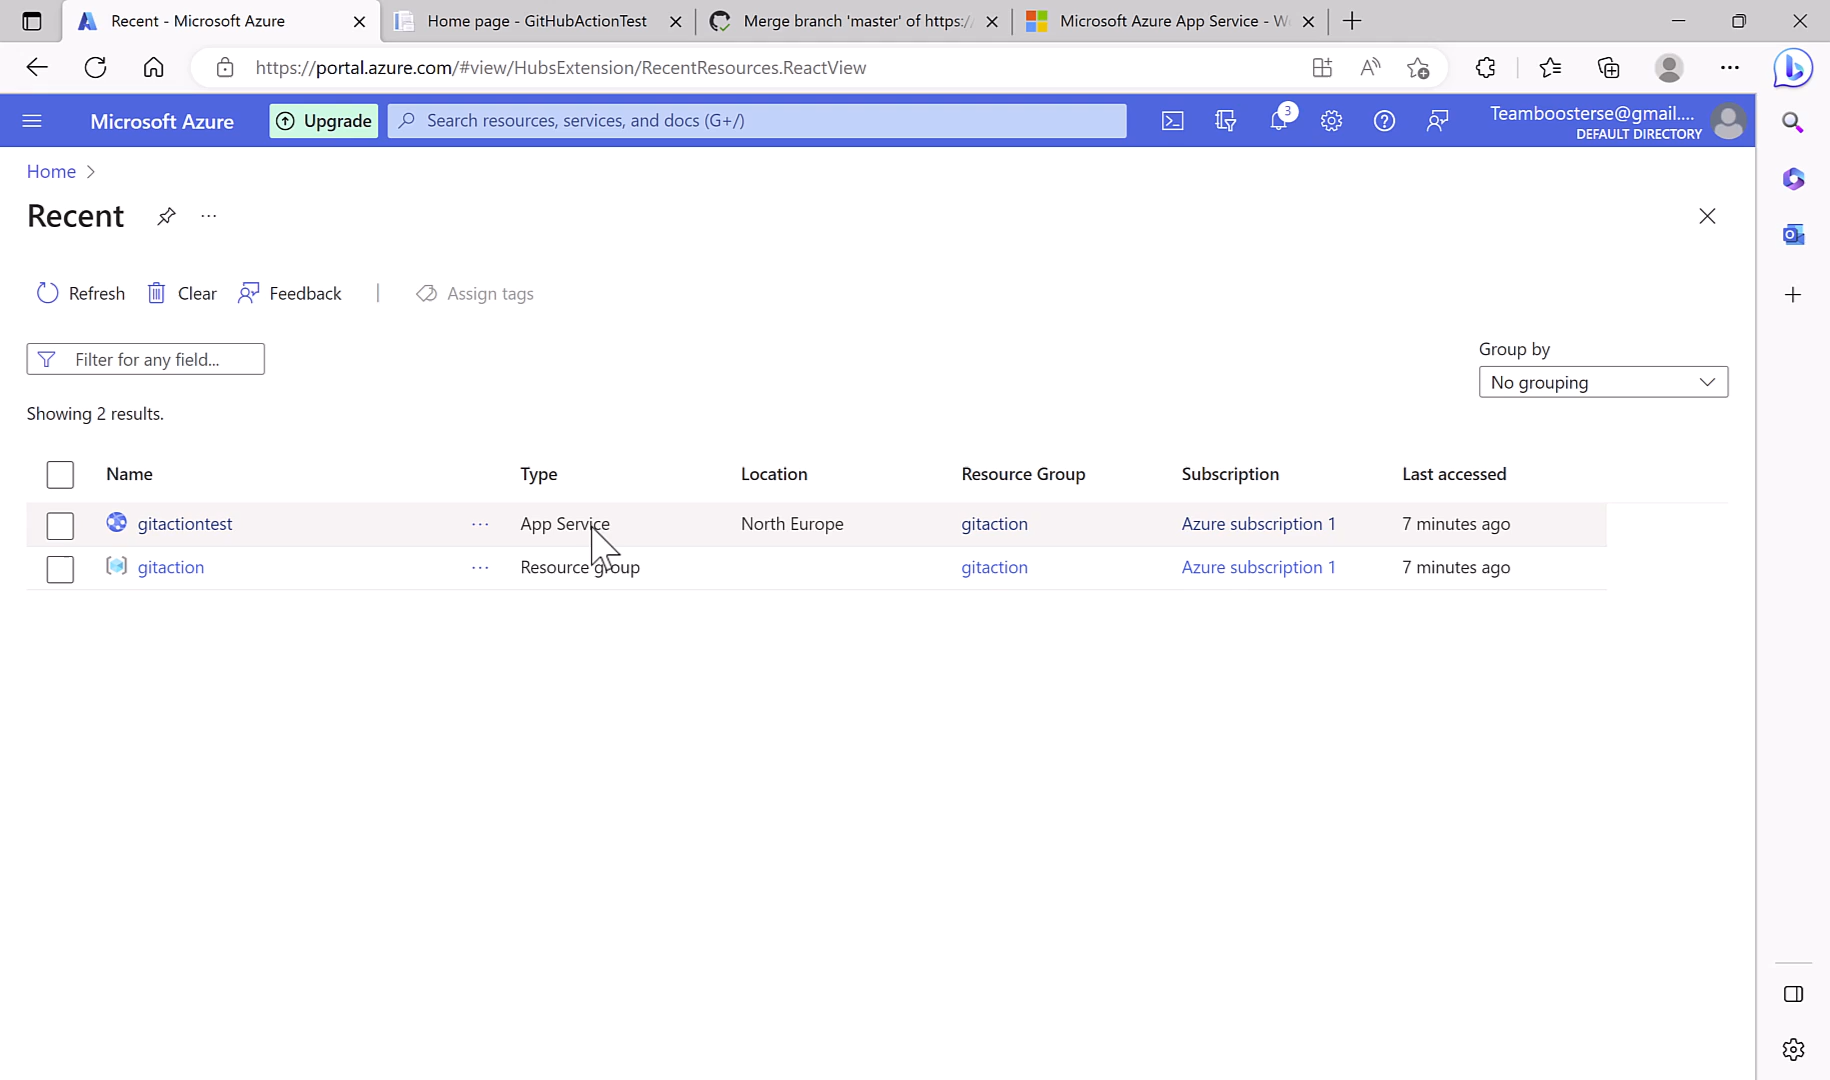 Recent - Microsoft Azure
Home page - GitHubActionTest
Merge branch 'master' of https:/
Microsoft Azure App Service - W
https://portal.azure.com/#view/HubsExtension/RecentResources.ReactView
Microsoft Azure
Upgrade
Search resources, services, and docs (G+/)
3
Teamboosterse@gmail....
DEFAULT DIRECTORY
Home
Recent
Refresh
Clear
Feedback
Assign tags
Filter for any field...
Group by
No grouping
Showing 2 results.
Name Type Location Resource Group Subscription Last accessed
gitactiontest ... App Service North Europe gitaction Azure subscription 1 7 minutes ago
gitaction ... Resource group gitaction Azure subscription 1 7 minutes ago